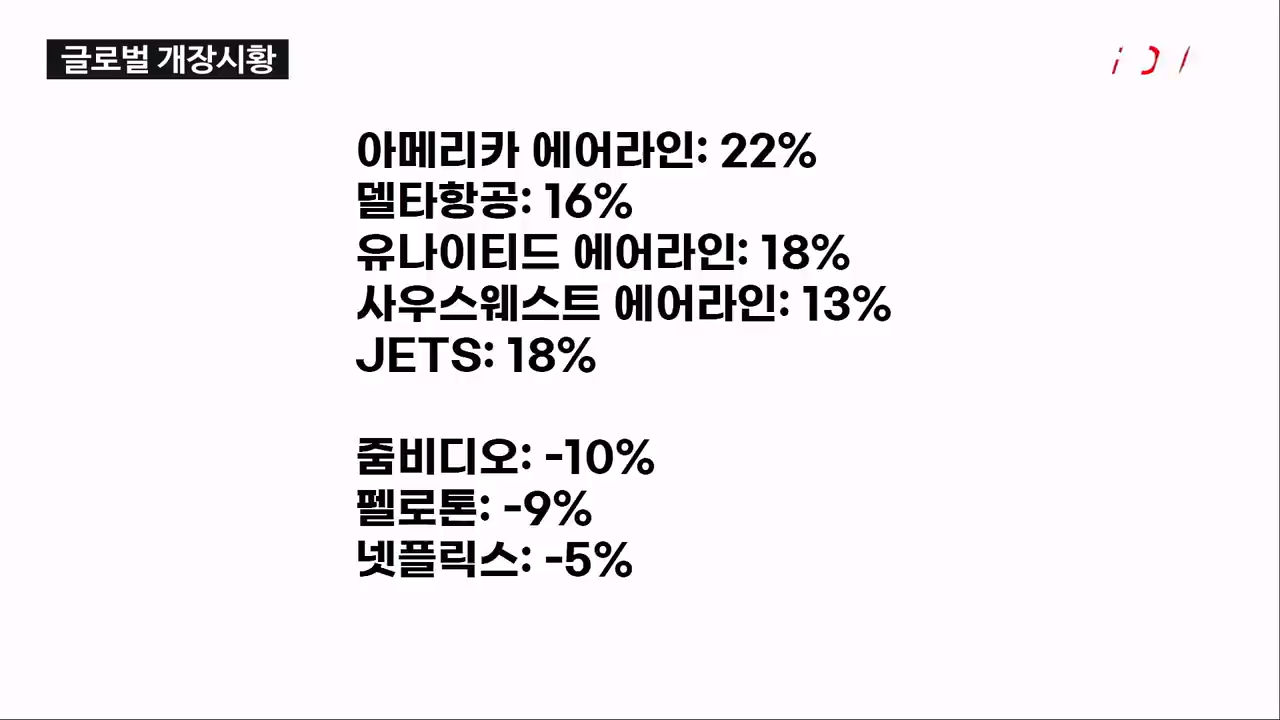 글로벌 개장시황
아메리카 에어라인: 22%
델타항공: 16%
유나이티드 에어라인: 18%
사우스웨스트 에어라인: 13%
JETS: 18%
줌비디오: -10%
펠로톤: -9%
넷플릭스: -5%